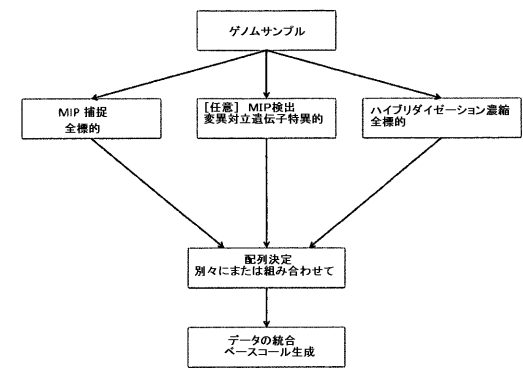 ゲノムサンプル
MIP 捕捉
全標的
[任意] MIP検出
変異対立遺伝子特異的
ハイブリダイゼーション濃縮
全標的
配列決定
別々にまたは組み合わせて
データの統合
ベースコール生成